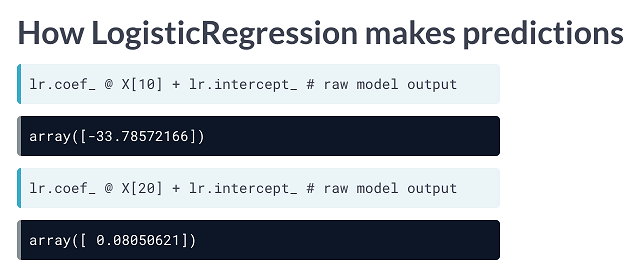 How LogisticRegression makes predictions
lr.coef_ @ X[10] + lr.intercept_ # raw model output
array([-33.78572166])
lr.coef_ @ X[20] + lr.intercept_ # raw model output
array([ 0.08050621])